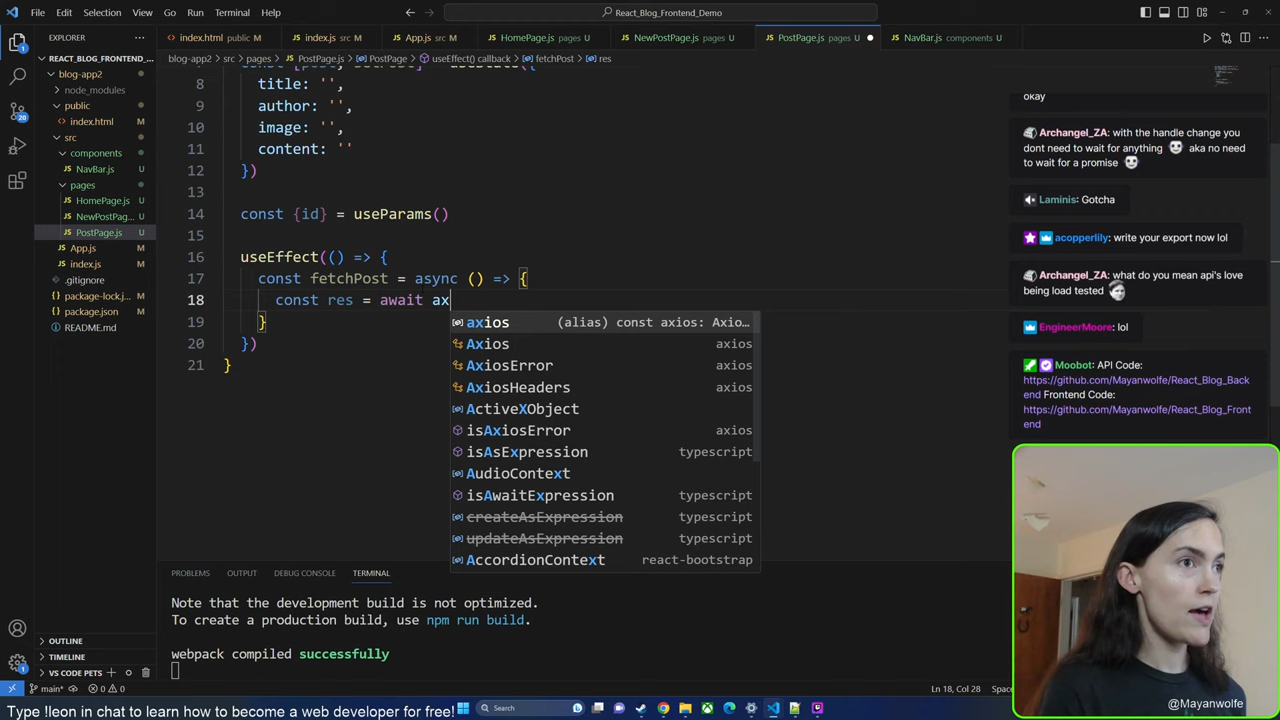 File Edit Selection View Go Run Terminal Help
React_Blog_Frontend_Demo
EXPLORER
REACT_BLOG_FRONTEND_...
blog-app2
node_modules
public
index.html U
src
components
NavBar.js U
pages
HomePage.js U
NewPostPag... U
PostPage.js U
App.js U
index.js U
.gitignore
package-lock.j... U
package.json U
README.md
OUTLINE
TIMELINE
VS CODE PETS
index.html public M
index.js src M
App.js src M
HomePage.js pages U
NewPostPage.js pages U
PostPage.js pages U
NavBar.js components U
blog-app2 > src > pages > PostPage.js > PostPage > useEffect() callback > fetchPost > res
8 title: '',
9 author: '',
10 image: '',
11 content: ''
12 })
13
14 const {id} = useParams()
15
16 useEffect(() => {
17 const fetchPost = async () => {
18 const res = await ax
19 }
20 })
21 }
axios (alias) const axios: Axio...
Axios axios
AxiosError axios
AxiosHeaders axios
ActiveXObject
isAxiosError axios
isAsExpression typescript
AudioContext
isAwaitExpression typescript
createAsExpression typescript
updateAsExpression typescript
AccordionContext react-bootstrap
PROBLEMS OUTPUT DEBUG CONSOLE TERMINAL
Note that the development build is not optimized.
To create a production build, use npm run build.
webpack compiled successfully
okay
Archangel_ZA: with the handle change you
dont need to wait for anything aka no need
to wait for a promise
Laminis: Gotcha
acopperlily: write your export now lol
Archangel_ZA: what do you mean api's love
being load tested
EngineerMoore: lol
Moobot: API Code:
https://github.com/Mayanwolfe/React_Blog_Back
end Frontend Code:
https://github.com/Mayanwolfe/React_Blog_Front
end
main* 0 0
Ln 18, Col 28
Type !leon in chat to learn how to become a web developer for free!
Search
@Mayanwolfe